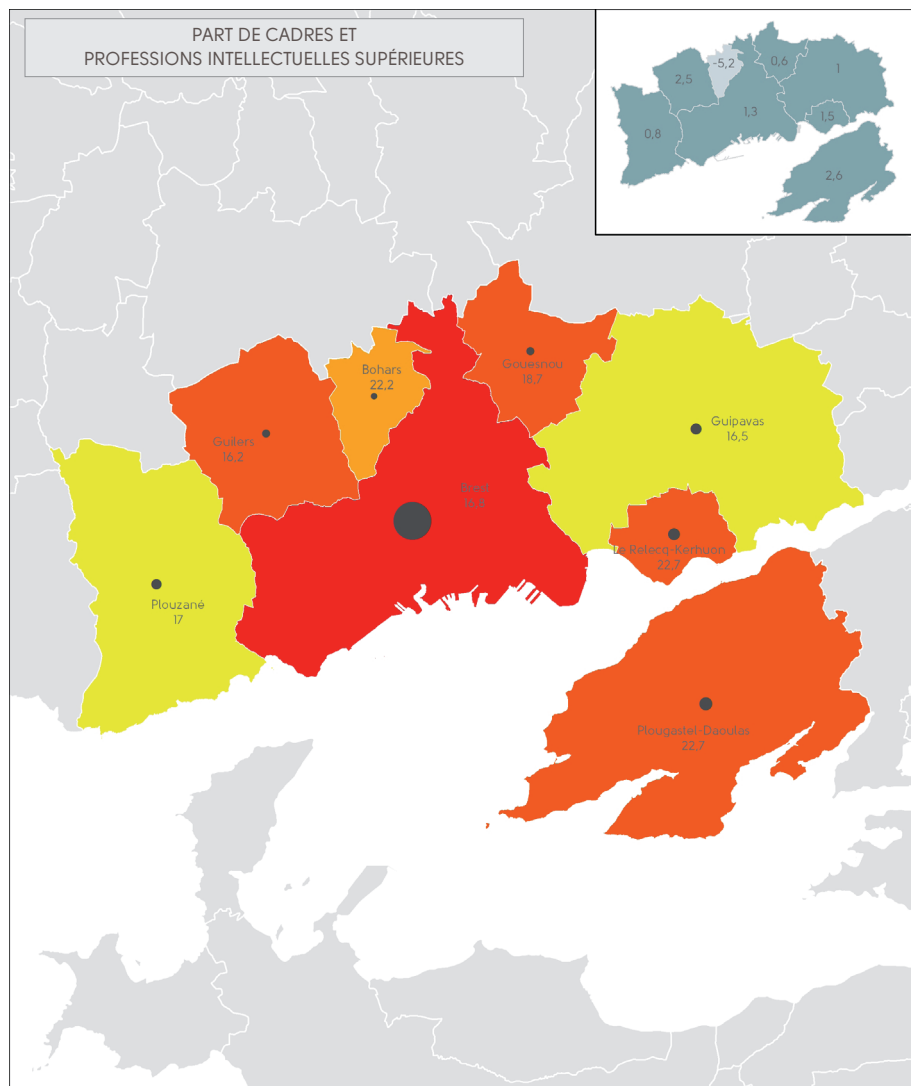 PART DE CADRES ET
PROFESSIONS INTELLECTUELLES SUPÉRIEURES
-5,2
0,6
1
2,5
1,3
1,5
0,8
2,6
Bohars
22,2
Gouesnou
18,7
Guipavas
16,5
Guilers
16,2
Brest
Le Relecq-Kerhuon
22,7
Plouzané
17
Plougastel-Daoulas
22,7